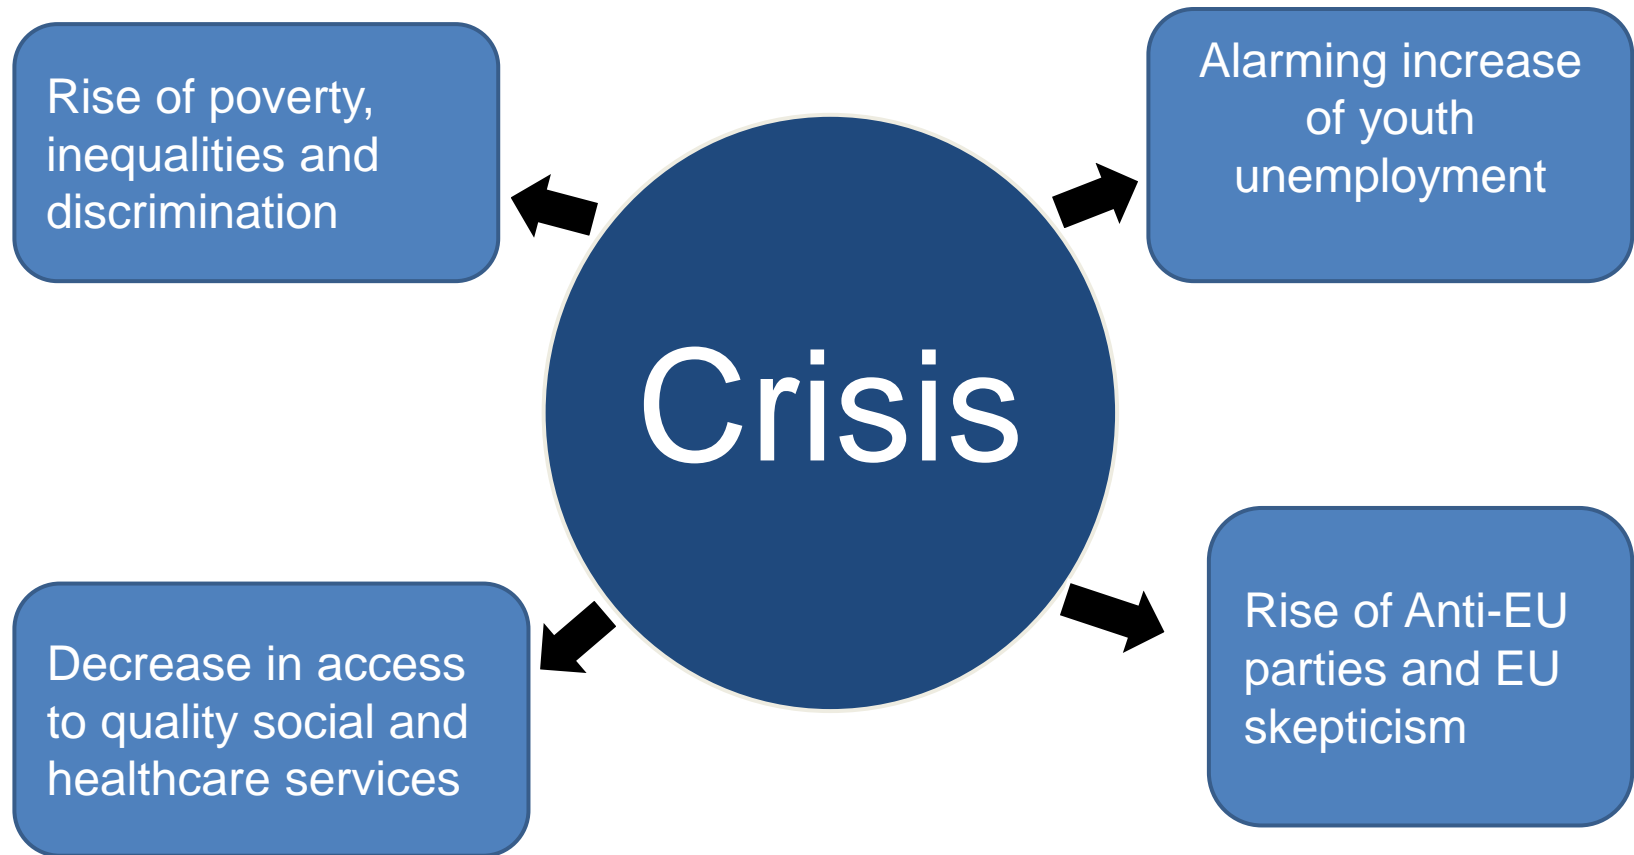 Rise of poverty,
inequalities and
discrimination
Alarming increase
of youth
unemployment
Crisis
Decrease in access
to quality social and
healthcare services
Rise of Anti-EU
parties and EU
skepticism